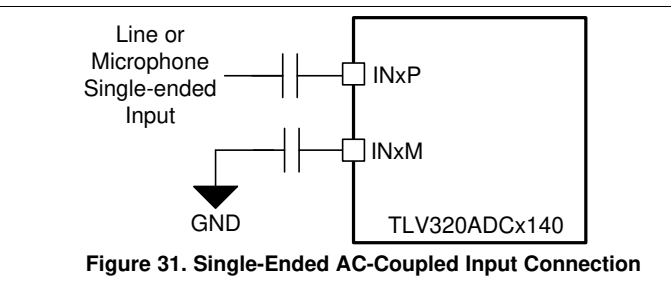 Line or
Microphone
Single-ended
Input
INxP
INxM
GND
TLV320ADCx140
Figure 31. Single-Ended AC-Coupled Input Connection